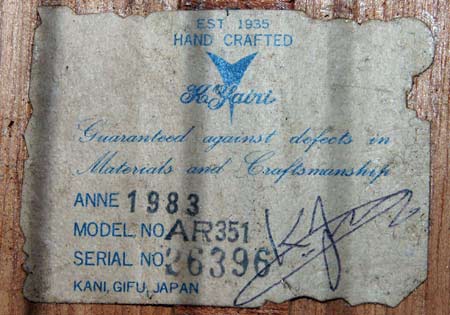 EST 1935
HAND CRAFTED
K. Yairi
Guaranteed against defects in
Materials and Craftsmanship
ANNE 1983
MODEL NO AR351
SERIAL NO 26396
KANI, GIFU, JAPAN